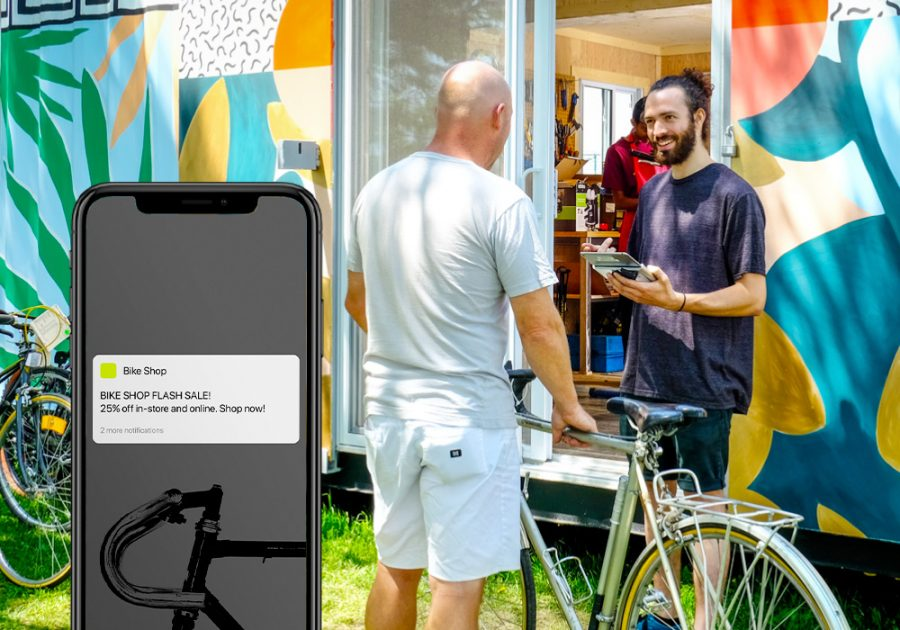 Bike Shop
BIKE SHOP FLASH SALE!
25% off in-store and online. Shop now!
2 more notifications